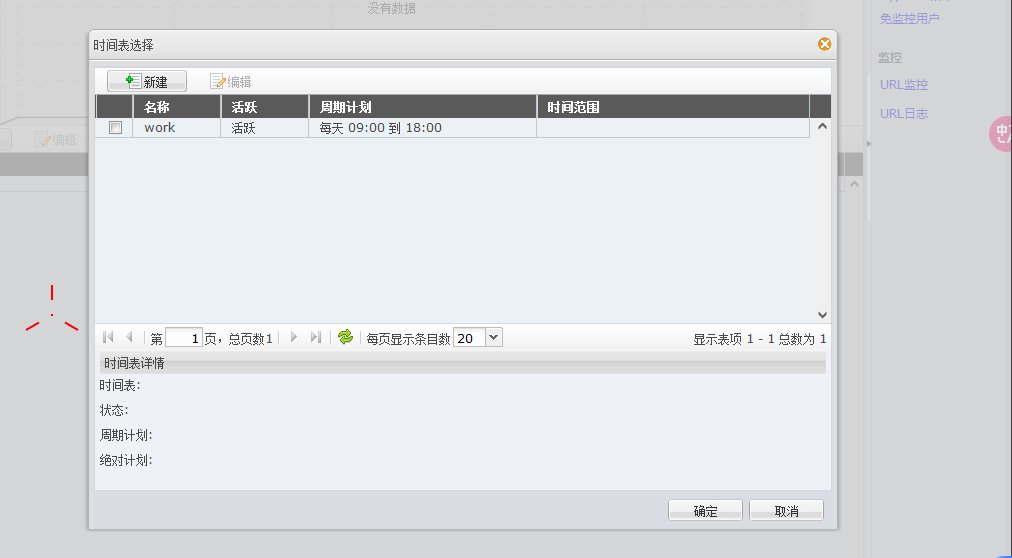 没有数据
免监控用户
时间表选择
监控
新建
编辑
URL监控
名称 活跃 周期计划 时间范围
URL日志
work 活跃 每天 09:00 到 18:00
中
编辑
第 1 页，总页数1 每页显示条目数 20 显示表项 1 - 1 总数为 1
时间表详情
时间表:
状态:
周期计划:
绝对计划:
确定 取消